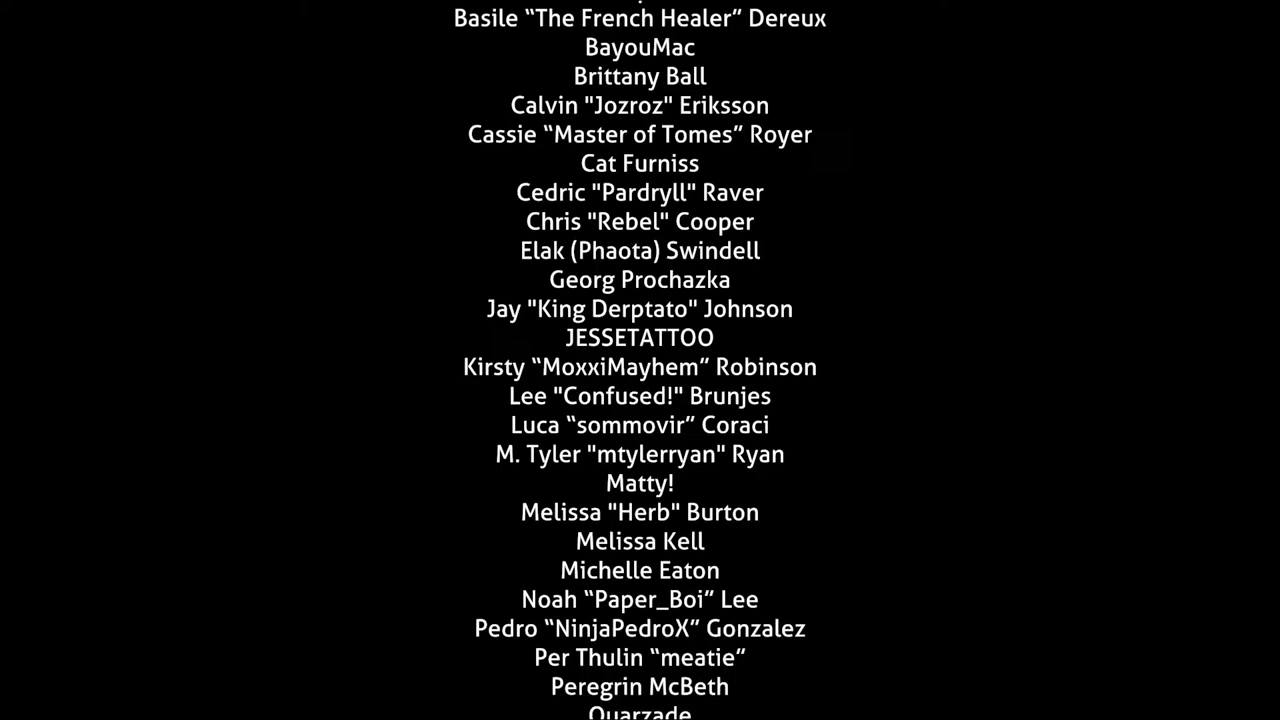 Basile “The French Healer” Dereux
BayouMac
Brittany Ball
Calvin "Jozroz" Eriksson
Cassie “Master of Tomes” Royer
Cat Furniss
Cedric "Pardryll" Raver
Chris "Rebel" Cooper
Elak (Phaota) Swindell
Georg Prochazka
Jay "King Derptato" Johnson
JESSETATTOO
Kirsty “MoxxiMayhem” Robinson
Lee "Confused!" Brunjes
Luca “sommovir” Coraci
M. Tyler "mtylerryan" Ryan
Matty!
Melissa "Herb" Burton
Melissa Kell
Michelle Eaton
Noah “Paper_Boi” Lee
Pedro “NinjaPedroX” Gonzalez
Per Thulin “meatie”
Peregrin McBeth
Quarzade